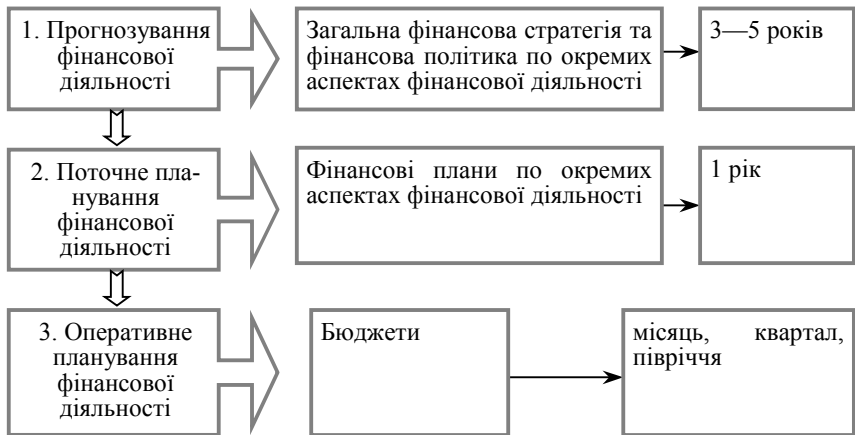 1. Прогнозування
фінансової
діяльності
Загальна фінансова стратегія та
фінансова політика по окремих
аспектах фінансової діяльності
3—5 років
2. Поточне пла-
нування
фінансової
діяльності
Фінансові плани по окремих
аспектах фінансової діяльності
1 рік
3. Оперативне
планування
фінансової
діяльності
Бюджети
місяць, квартал,
півріччя